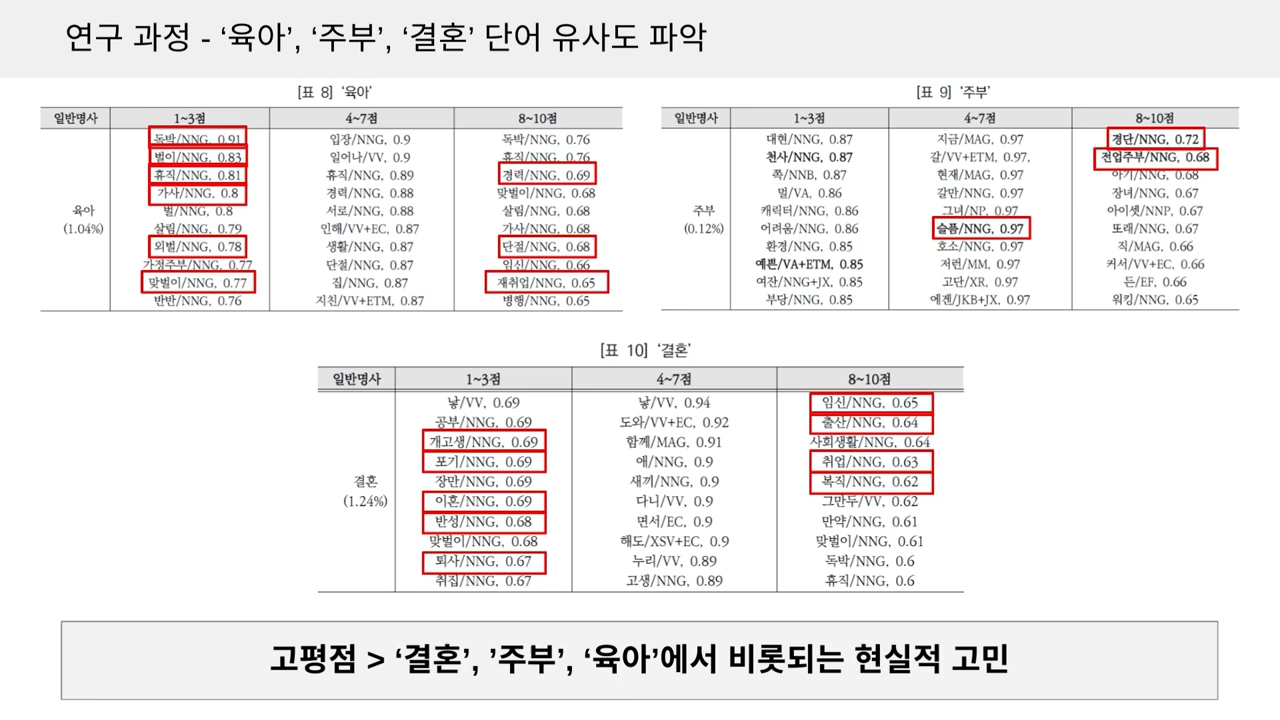 연구 과정 - ‘육아’, ‘주부’, ‘결혼’ 단어 유사도 파악
[표 8] ‘육아’
일반명사 1~3점 4~7점 8~10점
독박/NNG, 0.91 입장/NNG, 0.9 독박/NNG, 0.76
벌이/NNG, 0.83 일어나/VV, 0.9 휴직/NNG, 0.76
휴직/NNG, 0.81 휴직/NNG, 0.89 경력/NNG, 0.69
가사/NNG, 0.8 경력/NNG, 0.88 맞벌이/NNG, 0.68
육아 벌/NNG, 0.8 서로/NNG, 0.88 살림/NNG, 0.68
(1.04%) 살림/NNG, 0.79 인해/VV+EC, 0.87 가사/NNG, 0.68
외벌/NNG, 0.78 생활/NNG, 0.87 단절/NNG, 0.68
가정주부/NNG, 0.77 단절/NNG, 0.87 임신/NNG, 0.66
맞벌이/NNG, 0.77 집/NNG, 0.87 재취업/NNG, 0.65
반반/NNG, 0.76 지친/VV+ETM, 0.87 병행/NNG, 0.65
[표 9] ‘주부’
일반명사 1~3점 4~7점 8~10점
대현/NNG, 0.87 지금/MAG, 0.97 경단/NNG, 0.72
천사/NNG, 0.87 갈/VV+ETM, 0.97, 전업주부/NNG, 0.68
쪽/NNB, 0.87 현재/MAG, 0.97 아기/NNG, 0.68
멀/VA, 0.86 갈만/NNG, 0.97 장녀/NNG, 0.67
주부 캐릭터/NNG, 0.86 그녀/NP, 0.97 아이셋/NNP, 0.67
(0.12%) 어려움/NNG, 0.86 슬픔/NNG, 0.97 또래/NNG, 0.67
환경/NNG, 0.85 호소/NNG, 0.97 직/MAG, 0.66
예쁜/VA+ETM, 0.85 저런/MM, 0.97 커서/VV+EC, 0.66
여잔/NNG+JX, 0.85 고단/XR, 0.97 든/EF, 0.66
부담/NNG, 0.85 에겐/JKB+JX, 0.97 워킹/NNG, 0.65
[표 10] ‘결혼’
일반명사 1~3점 4~7점 8~10점
낳/VV, 0.69 낳/VV, 0.94 임신/NNG, 0.65
공부/NNG, 0.69 도와/VV+EC, 0.92 출산/NNG, 0.64
개고생/NNG, 0.69 함께/MAG, 0.91 사회생활/NNG, 0.64
포기/NNG, 0.69 애/NNG, 0.9 취업/NNG, 0.63
결혼 장만/NNG, 0.69 새끼/NNG, 0.9 복직/NNG, 0.62
(1.24%) 이혼/NNG, 0.69 다니/VV, 0.9 그만두/VV, 0.62
반성/NNG, 0.68 면서/EC, 0.9 만약/NNG, 0.61
맞벌이/NNG, 0.68 해도/XSV+EC, 0.9 맞벌이/NNG, 0.61
퇴사/NNG, 0.67 누리/VV, 0.89 독박/NNG, 0.6
취집/NNG, 0.67 고생/NNG, 0.89 휴직/NNG, 0.6
고평점 > ‘결혼’, ’주부’, ‘육아’에서 비롯되는 현실적 고민